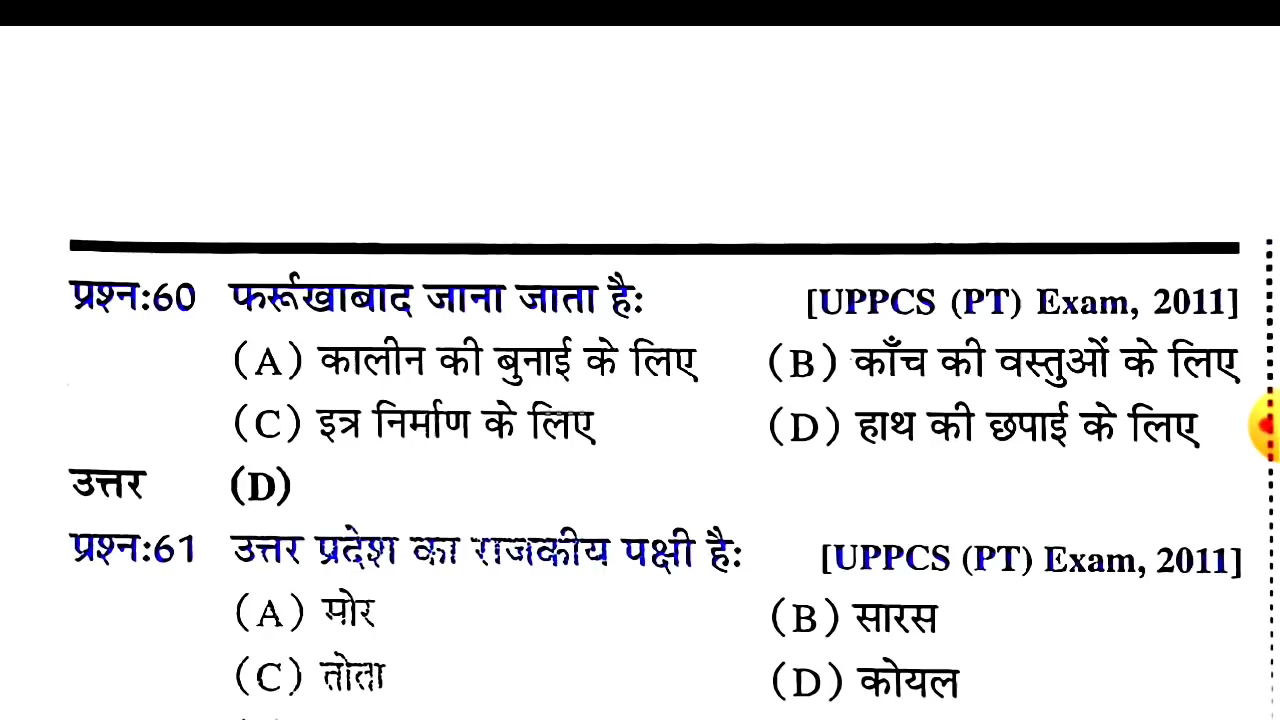 प्रश्न:60 फर्रूखाबाद जाना जाता है: [UPPCS (PT) Exam, 2011]
(A) कालीन की बुनाई के लिए (B) काँच की वस्तुओं के लिए
(C) इत्र निर्माण के लिए (D) हाथ की छपाई के लिए
उत्तर (D)
प्रश्न:61 उत्तर प्रदेश का राजकीय पक्षी है: [UPPCS (PT) Exam, 2011]
(A) मोर (B) सारस
(C) तोता (D) कोयल